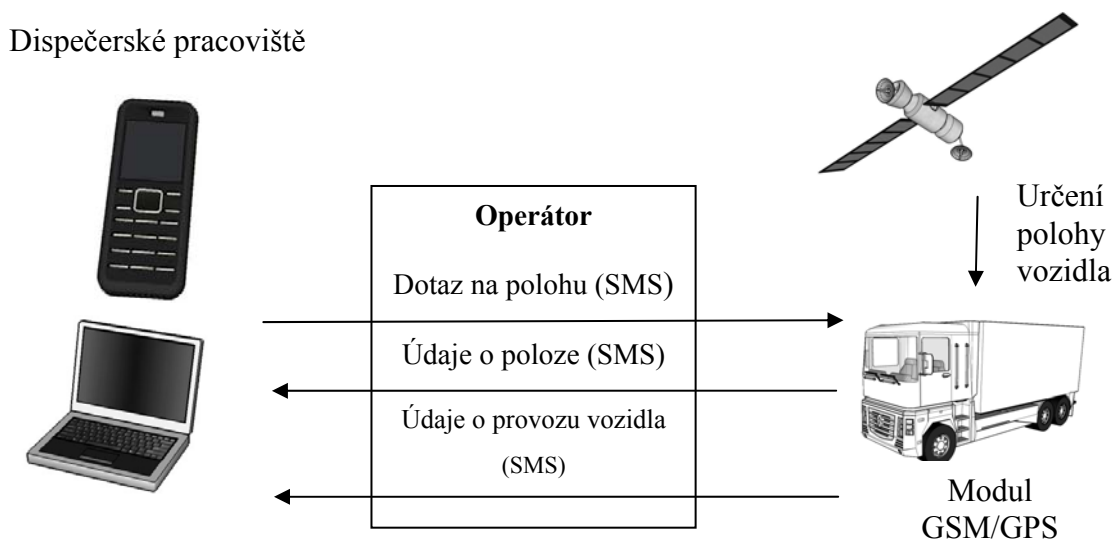 Dispečerské pracoviště
Určení
polohy
vozidla
Operátor
Dotaz na polohu (SMS)
Údaje o poloze (SMS)
Údaje o provozu vozidla
(SMS)
Modul
GSM/GPS